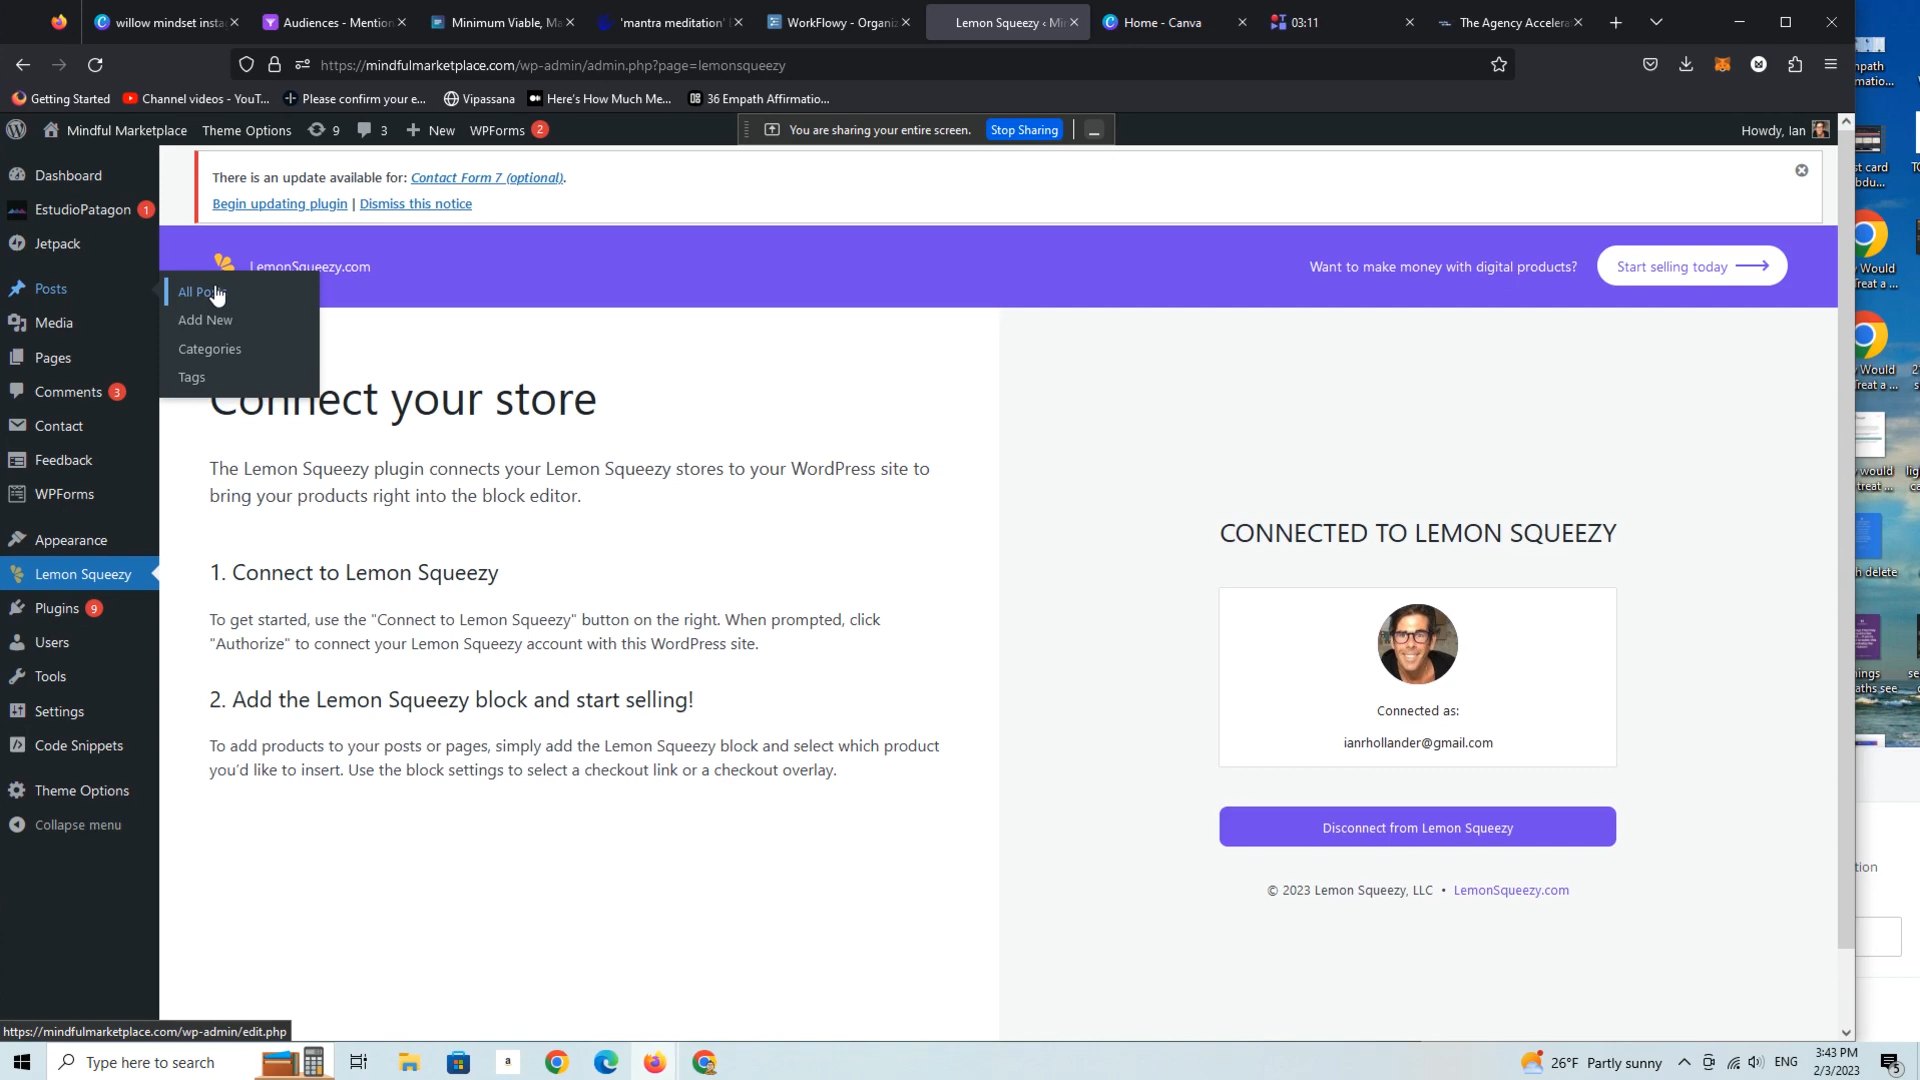 willow mindset insta
Audiences - Mention
Minimum Viable, Ma
'mantra meditation'
WorkFlowy - Organiz
Lemon Squeezy ‹ Mi
Home - Canva
03:11
The Agency Accelera
https://mindfulmarketplace.com/wp-admin/admin.php?page=lemonsqueezy
Getting Started
Channel videos - YouT...
Please confirm your e...
Vipassana
Here's How Much Me...
36 Empath Affirmatio...
Mindful Marketplace
Theme Options
9
3
New
WPForms 2
You are sharing your entire screen.
Stop Sharing
Howdy, Ian
Dashboard
EstudioPatagon 1
Jetpack
Posts
Media
Pages
Comments 3
Contact
Feedback
WPForms
Appearance
Lemon Squeezy
Plugins 9
Users
Tools
Settings
Code Snippets
Theme Options
Collapse menu
All Posts
Add New
Categories
Tags
There is an update available for: Contact Form 7 (optional).
Begin updating plugin | Dismiss this notice
LemonSqueezy.com
Want to make money with digital products?
Start selling today
Connect your store
The Lemon Squeezy plugin connects your Lemon Squeezy stores to your WordPress site to
bring your products right into the block editor.
1. Connect to Lemon Squeezy
To get started, use the "Connect to Lemon Squeezy" button on the right. When prompted, click
"Authorize" to connect your Lemon Squeezy account with this WordPress site.
2. Add the Lemon Squeezy block and start selling!
To add products to your posts or pages, simply add the Lemon Squeezy block and select which product
you'd like to insert. Use the block settings to select a checkout link or a checkout overlay.
CONNECTED TO LEMON SQUEEZY
Connected as:
ianrhollander@gmail.com
Disconnect from Lemon Squeezy
© 2023 Lemon Squeezy, LLC • LemonSqueezy.com
https://mindfulmarketplace.com/wp-admin/edit.php
Type here to search
a
26°F Partly sunny
ENG
3:43 PM
2/3/2023
5